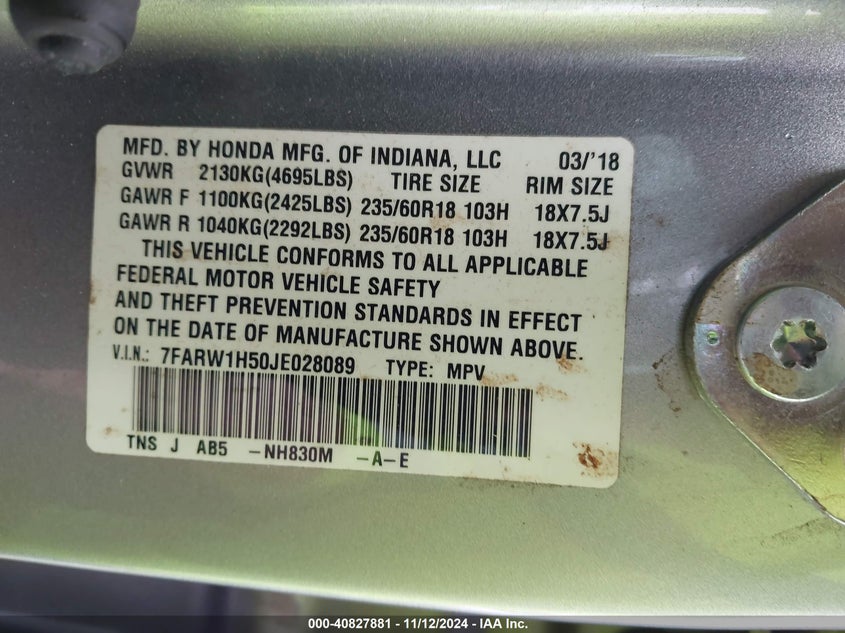 MFD. BY HONDA MFG. OF INDIANA, LLC 03/'18
GVWR 2130KG(4695LBS) TIRE SIZE RIM SIZE
GAWR F 1100KG(2425LBS) 235/60R18 103H 18X7.5J
GAWR R 1040KG(2292LBS) 235/60R18 103H 18X7.5J
THIS VEHICLE CONFORMS TO ALL APPLICABLE
FEDERAL MOTOR VEHICLE SAFETY
AND THEFT PREVENTION STANDARDS IN EFFECT
ON THE DATE OF MANUFACTURE SHOWN ABOVE.
V.I.N.: 7FARW1H50JE028089 TYPE: MPV
TNS J AB5 -NH830M -A-E
000-40827881 - 11/12/2024 - IAA Inc.